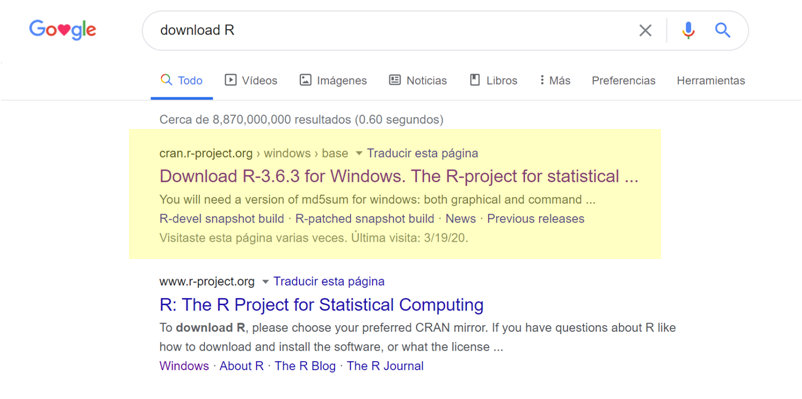 Google
download R
Todo Vídeos Imágenes Noticias Libros Más Preferencias Herramientas
Cerca de 8,870,000,000 resultados (0.60 segundos)
cran.r-project.org › windows › base Traducir esta página
Download R-3.6.3 for Windows. The R-project for statistical ...
You will need a version of md5sum for windows: both graphical and command ...
R-devel snapshot build · R-patched snapshot build · News · Previous releases
Visitaste esta página varias veces. Última visita: 3/19/20.
www.r-project.org Traducir esta página
R: The R Project for Statistical Computing
To download R, please choose your preferred CRAN mirror. If you have questions about R like
how to download and install the software, or what the license ...
Windows · About R · The R Blog · The R Journal